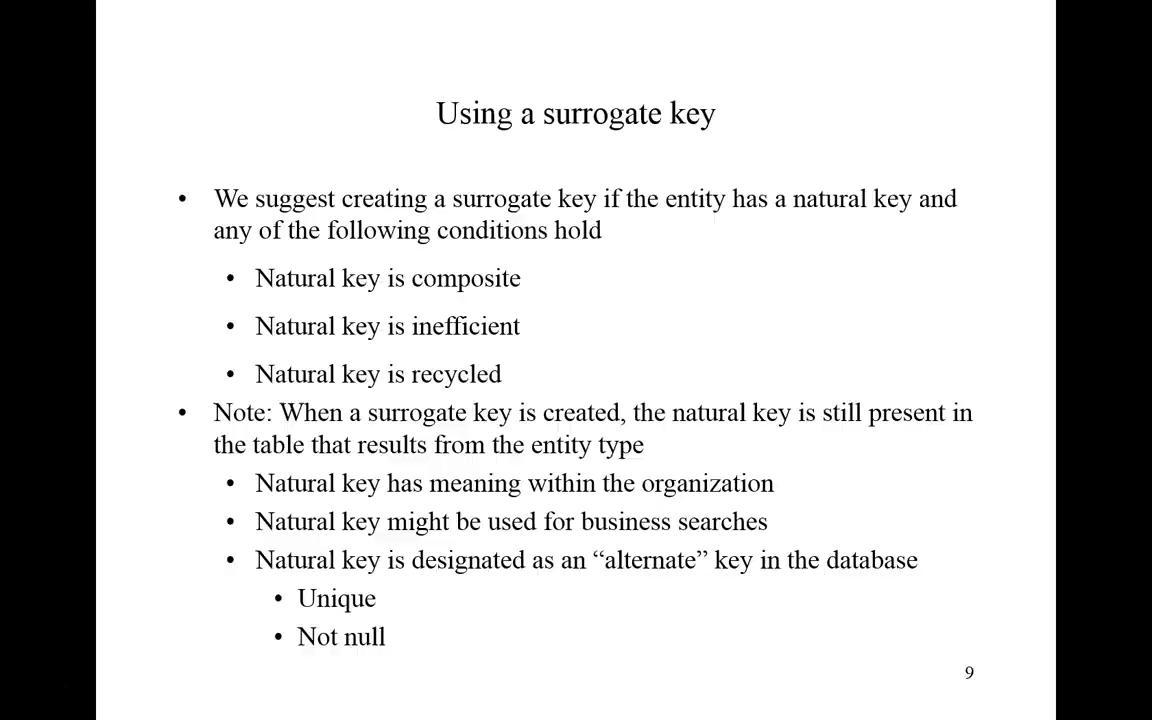 Using a surrogate key
• We suggest creating a surrogate key if the entity has a natural key and
any of the following conditions hold
• Natural key is composite
• Natural key is inefficient
• Natural key is recycled
• Note: When a surrogate key is created, the natural key is still present in
the table that results from the entity type
• Natural key has meaning within the organization
• Natural key might be used for business searches
• Natural key is designated as an “alternate” key in the database
• Unique
• Not null
9